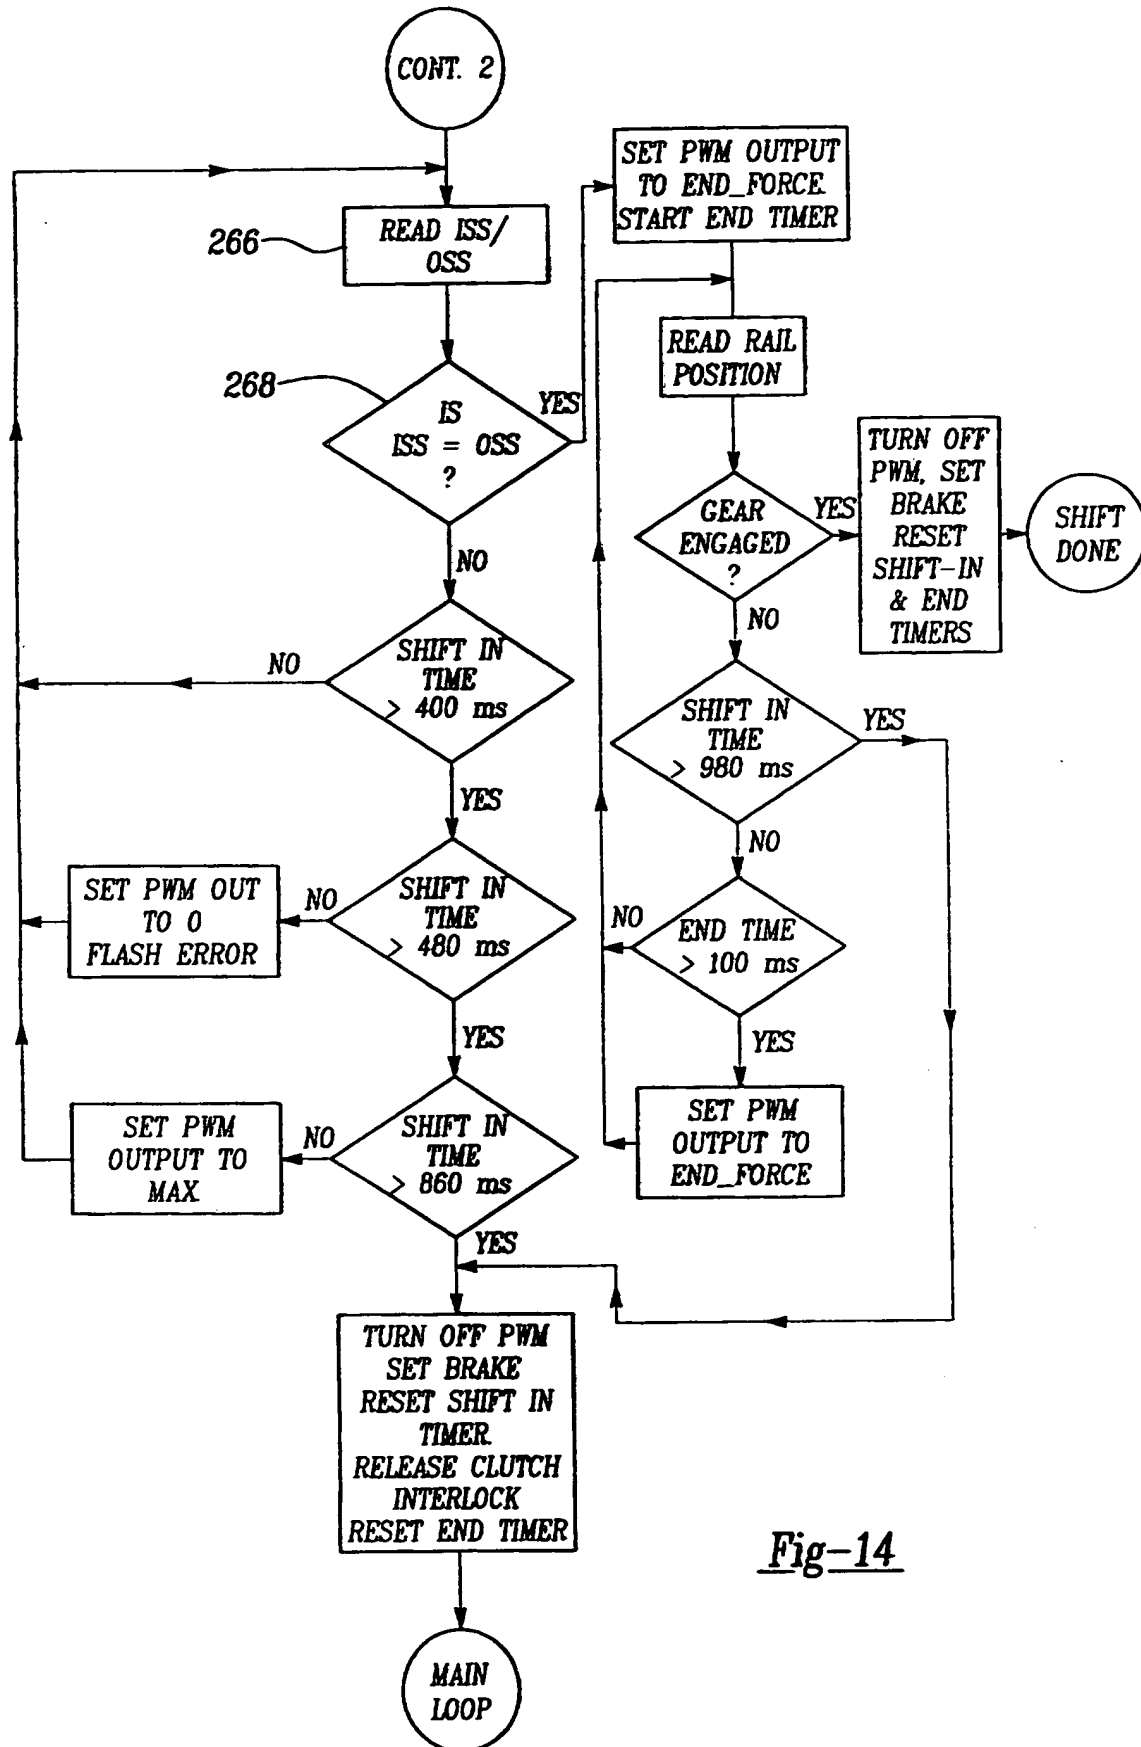 CONT. 2
READ ISS/
OSS
266
268
IS
ISS = OSS
?
YES
NO
SHIFT IN
TIME
> 400 ms
NO
YES
SHIFT IN
TIME
> 480 ms
NO
SET PWM OUT
TO 0
FLASH ERROR
YES
SHIFT IN
TIME
> 860 ms
NO
SET PWM
OUTPUT TO
MAX.
YES
TURN OFF PWM
SET BRAKE
RESET SHIFT IN
TIMER.
RELEASE CLUTCH
INTERLOCK
RESET END TIMER
MAIN
LOOP
SET PWM OUTPUT
TO END_FORCE.
START END TIMER
READ RAIL
POSITION
GEAR
ENGAGED
?
YES
TURN OFF
PWM, SET
BRAKE
RESET
SHIFT-IN
& END
TIMERS
SHIFT
DONE
NO
SHIFT IN
TIME
> 980 ms
YES
NO
END TIME
> 100 ms
NO
YES
SET PWM
OUTPUT TO
END_FORCE
Fig-14